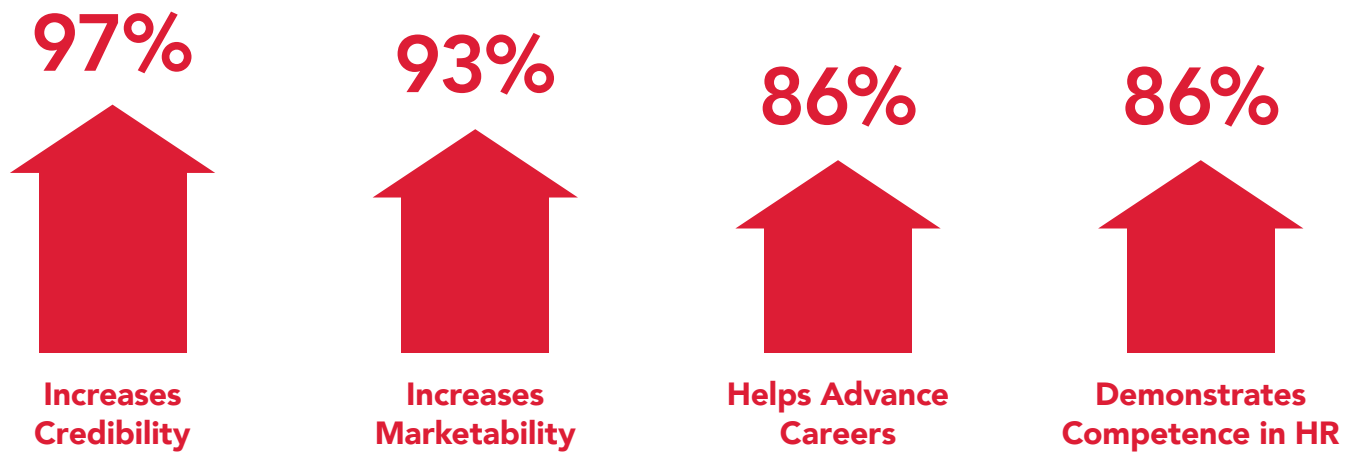 97%
93%
86%
86%
Increases
Credibility
Increases
Marketability
Helps Advance
Careers
Demonstrates
Competence in HR